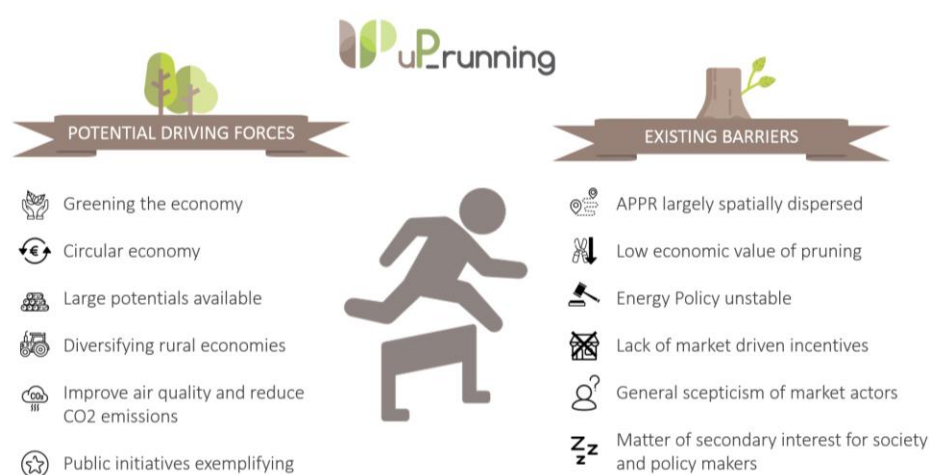 uP_running
POTENTIAL DRIVING FORCES
Greening the economy
€
Circular economy
Large potentials available
Diversifying rural economies
CO₂
Improve air quality and reduce
CO2 emissions
Public initiatives exemplifying
EXISTING BARRIERS
APPR largely spatially dispersed
Low economic value of pruning
Energy Policy unstable
Lack of market driven incentives
?
General scepticism of market actors
Zzz
Matter of secondary interest for society
and policy makers